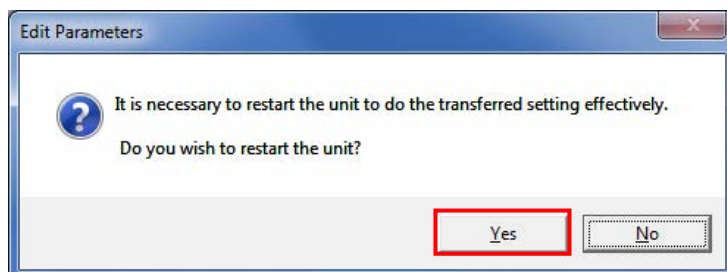 Edit Parameters
It is necessary to restart the unit to do the transferred setting effectively.
Do you wish to restart the unit?
Yes No